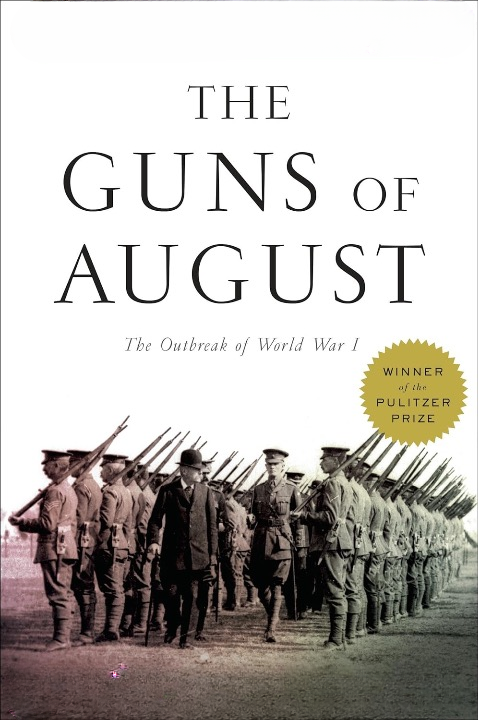 THE
GUNS OF
AUGUST
The Outbreak of World War I
WINNER
of the
PULITZER
PRIZE